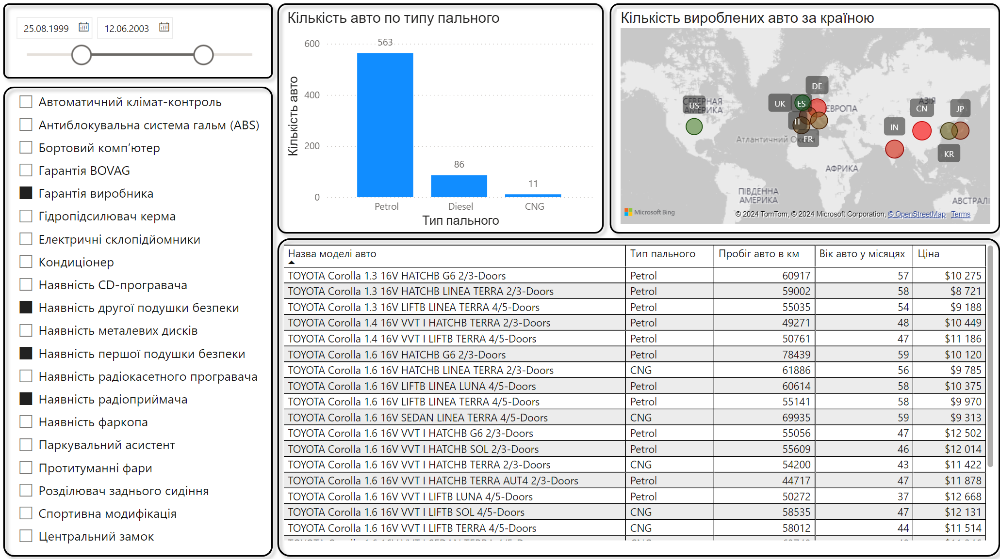 25.08.1999
12.06.2003
Автоматичний клімат-контроль
Антиблокувальна система гальм (ABS)
Бортовий комп’ютер
Гарантія BOVAG
Гарантія виробника
Гідропідсилювач керма
Електричні склопідйомники
Кондиціонер
Наявність CD-програвача
Наявність другої подушки безпеки
Наявність металевих дисків
Наявність першої подушки безпеки
Наявність радіокасетного програвача
Наявність радіоприймача
Наявність фаркопа
Паркувальний асистент
Протитуманні фари
Розділювач заднього сидіння
Спортивна модифікація
Центральний замок
Кількість авто по типу пального
Кількість авто
600
400
200
0
563
86
11
Petrol
Diesel
CNG
Тип пального
Кількість вироблених авто за країною
DE
UK
ES
US
СЕВЕРНАЯ
АМЕРИКА
ЕВРОПА
АЗІЯ
CN
JP
IT
IN
FR
KR
Атлантичний
АФРИКА
ПІВДЕННА
АМЕРИКА
АВСТРАЛІ
Microsoft Bing
© 2024 TomTom, © 2024 Microsoft Corporation, © OpenStreetMap Terms
Назва моделі авто Тип пального Пробіг авто в км Вік авто у місяцях Ціна
TOYOTA Corolla 1.3 16V HATCHB G6 2/3-Doors Petrol 60917 57 $10 275
TOYOTA Corolla 1.3 16V HATCHB LINEA TERRA 2/3-Doors Petrol 59002 58 $8 721
TOYOTA Corolla 1.3 16V LIFTB LINEA TERRA 4/5-Doors Petrol 55035 54 $9 188
TOYOTA Corolla 1.4 16V VVT I HATCHB TERRA 2/3-Doors Petrol 49271 48 $10 449
TOYOTA Corolla 1.4 16V VVT I LIFTB TERRA 4/5-Doors Petrol 50761 47 $11 186
TOYOTA Corolla 1.6 16V HATCHB G6 2/3-Doors Petrol 78439 59 $10 120
TOYOTA Corolla 1.6 16V HATCHB LINEA TERRA 2/3-Doors CNG 61886 56 $9 785
TOYOTA Corolla 1.6 16V LIFTB LINEA LUNA 4/5-Doors Petrol 60614 58 $10 375
TOYOTA Corolla 1.6 16V LIFTB LINEA TERRA 4/5-Doors Petrol 55141 58 $9 970
TOYOTA Corolla 1.6 16V SEDAN LINEA TERRA 4/5-Doors CNG 69935 59 $9 313
TOYOTA Corolla 1.6 16V VVT I HATCHB G6 2/3-Doors Petrol 55056 47 $12 502
TOYOTA Corolla 1.6 16V VVT I HATCHB SOL 2/3-Doors Petrol 55609 46 $12 014
TOYOTA Corolla 1.6 16V VVT I HATCHB TERRA 2/3-Doors CNG 54200 43 $11 422
TOYOTA Corolla 1.6 16V VVT I HATCHB TERRA AUT4 2/3-Doors Petrol 44717 47 $11 878
TOYOTA Corolla 1.6 16V VVT I LIFTB LUNA 4/5-Doors Petrol 50272 37 $12 668
TOYOTA Corolla 1.6 16V VVT I LIFTB SOL 4/5-Doors CNG 58535 47 $12 131
TOYOTA Corolla 1.6 16V VVT I LIFTB TERRA 4/5-Doors CNG 58012 44 $11 514